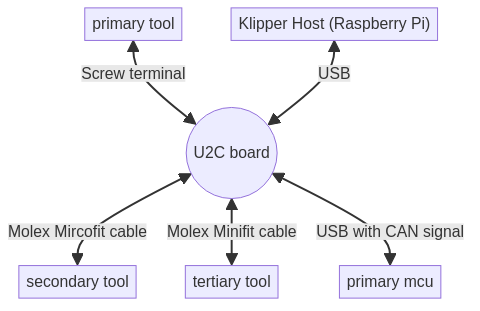 primary tool
Klipper Host (Raspberry Pi)
Screw terminal
USB
U2C board
Molex Mircofit cable
Molex Minifit cable
USB with CAN signal
secondary tool
tertiary tool
primary mcu